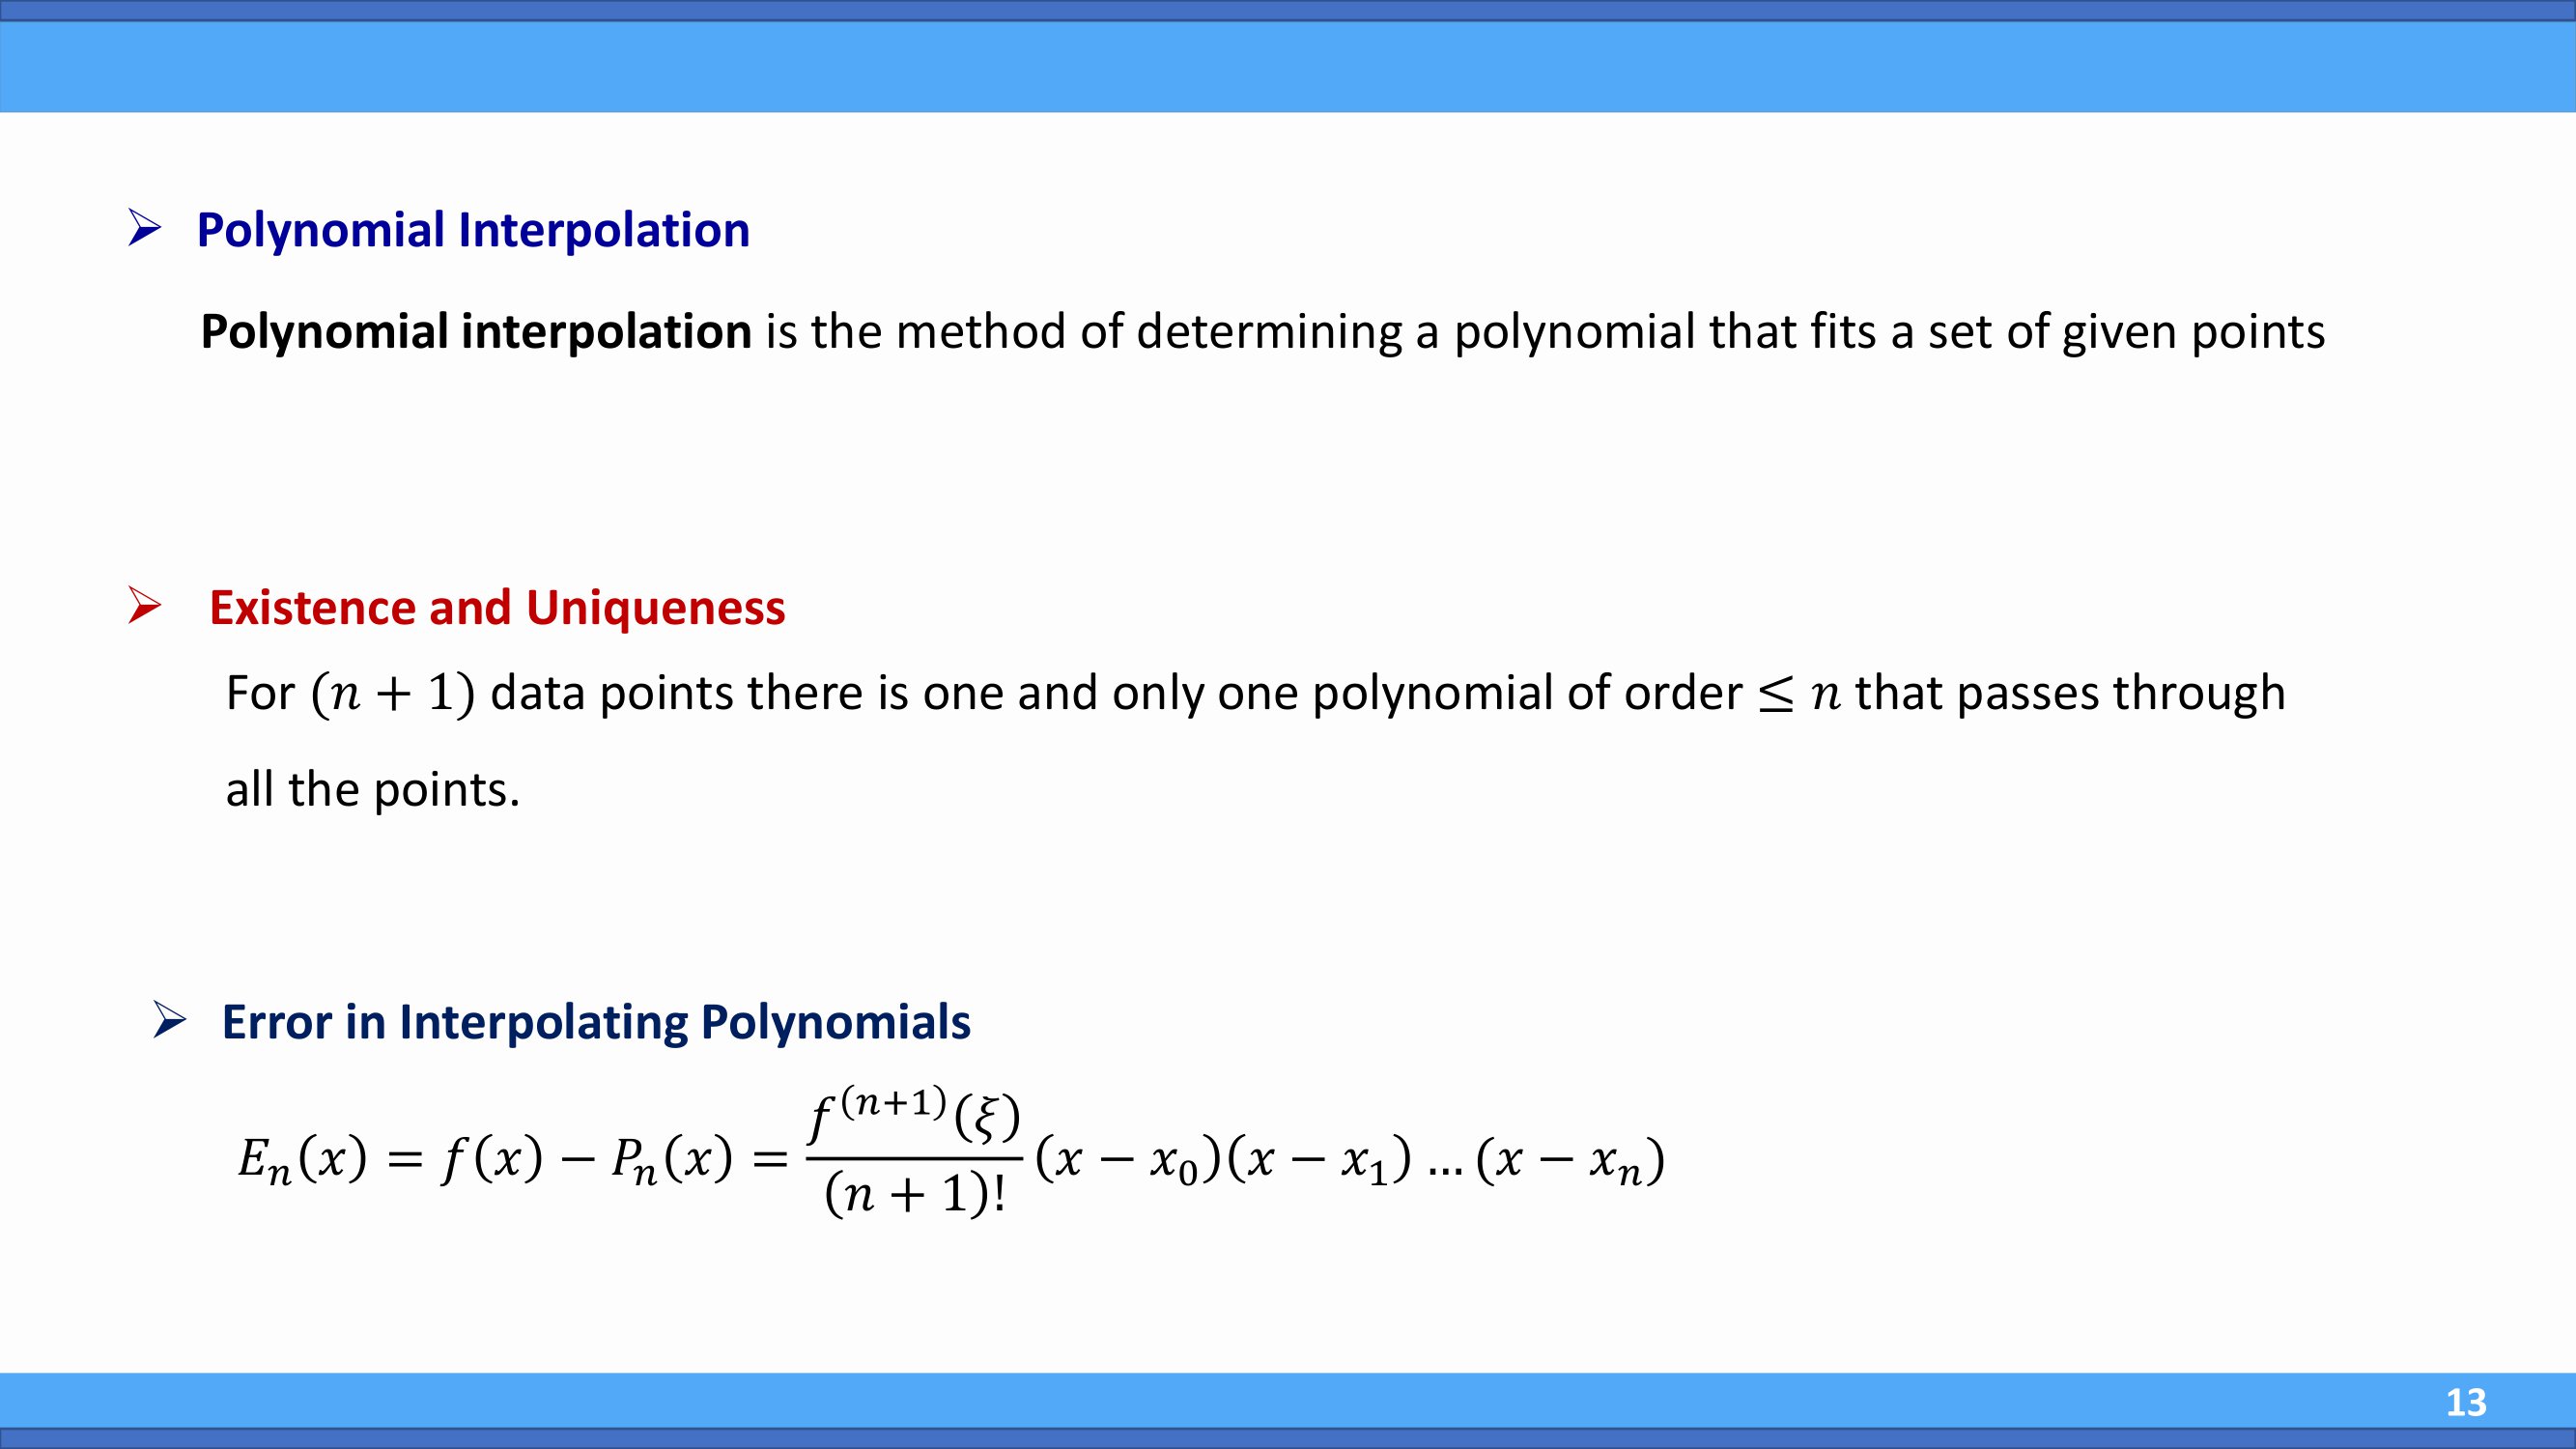 ➢ Polynomial Interpolation
Polynomial interpolation is the method of determining a polynomial that fits a set of given points
➢ Existence and Uniqueness
For (𝑛 + 1) data points there is one and only one polynomial of order ≤ 𝑛 that passes through
all the points.
➢ Error in Interpolating Polynomials
$E_n(x) = f(x) - P_n(x) = \frac{f^{(n+1)}(\xi)}{(n+1)!}(x - x_0)(x - x_1) \ldots (x - x_n)$
13